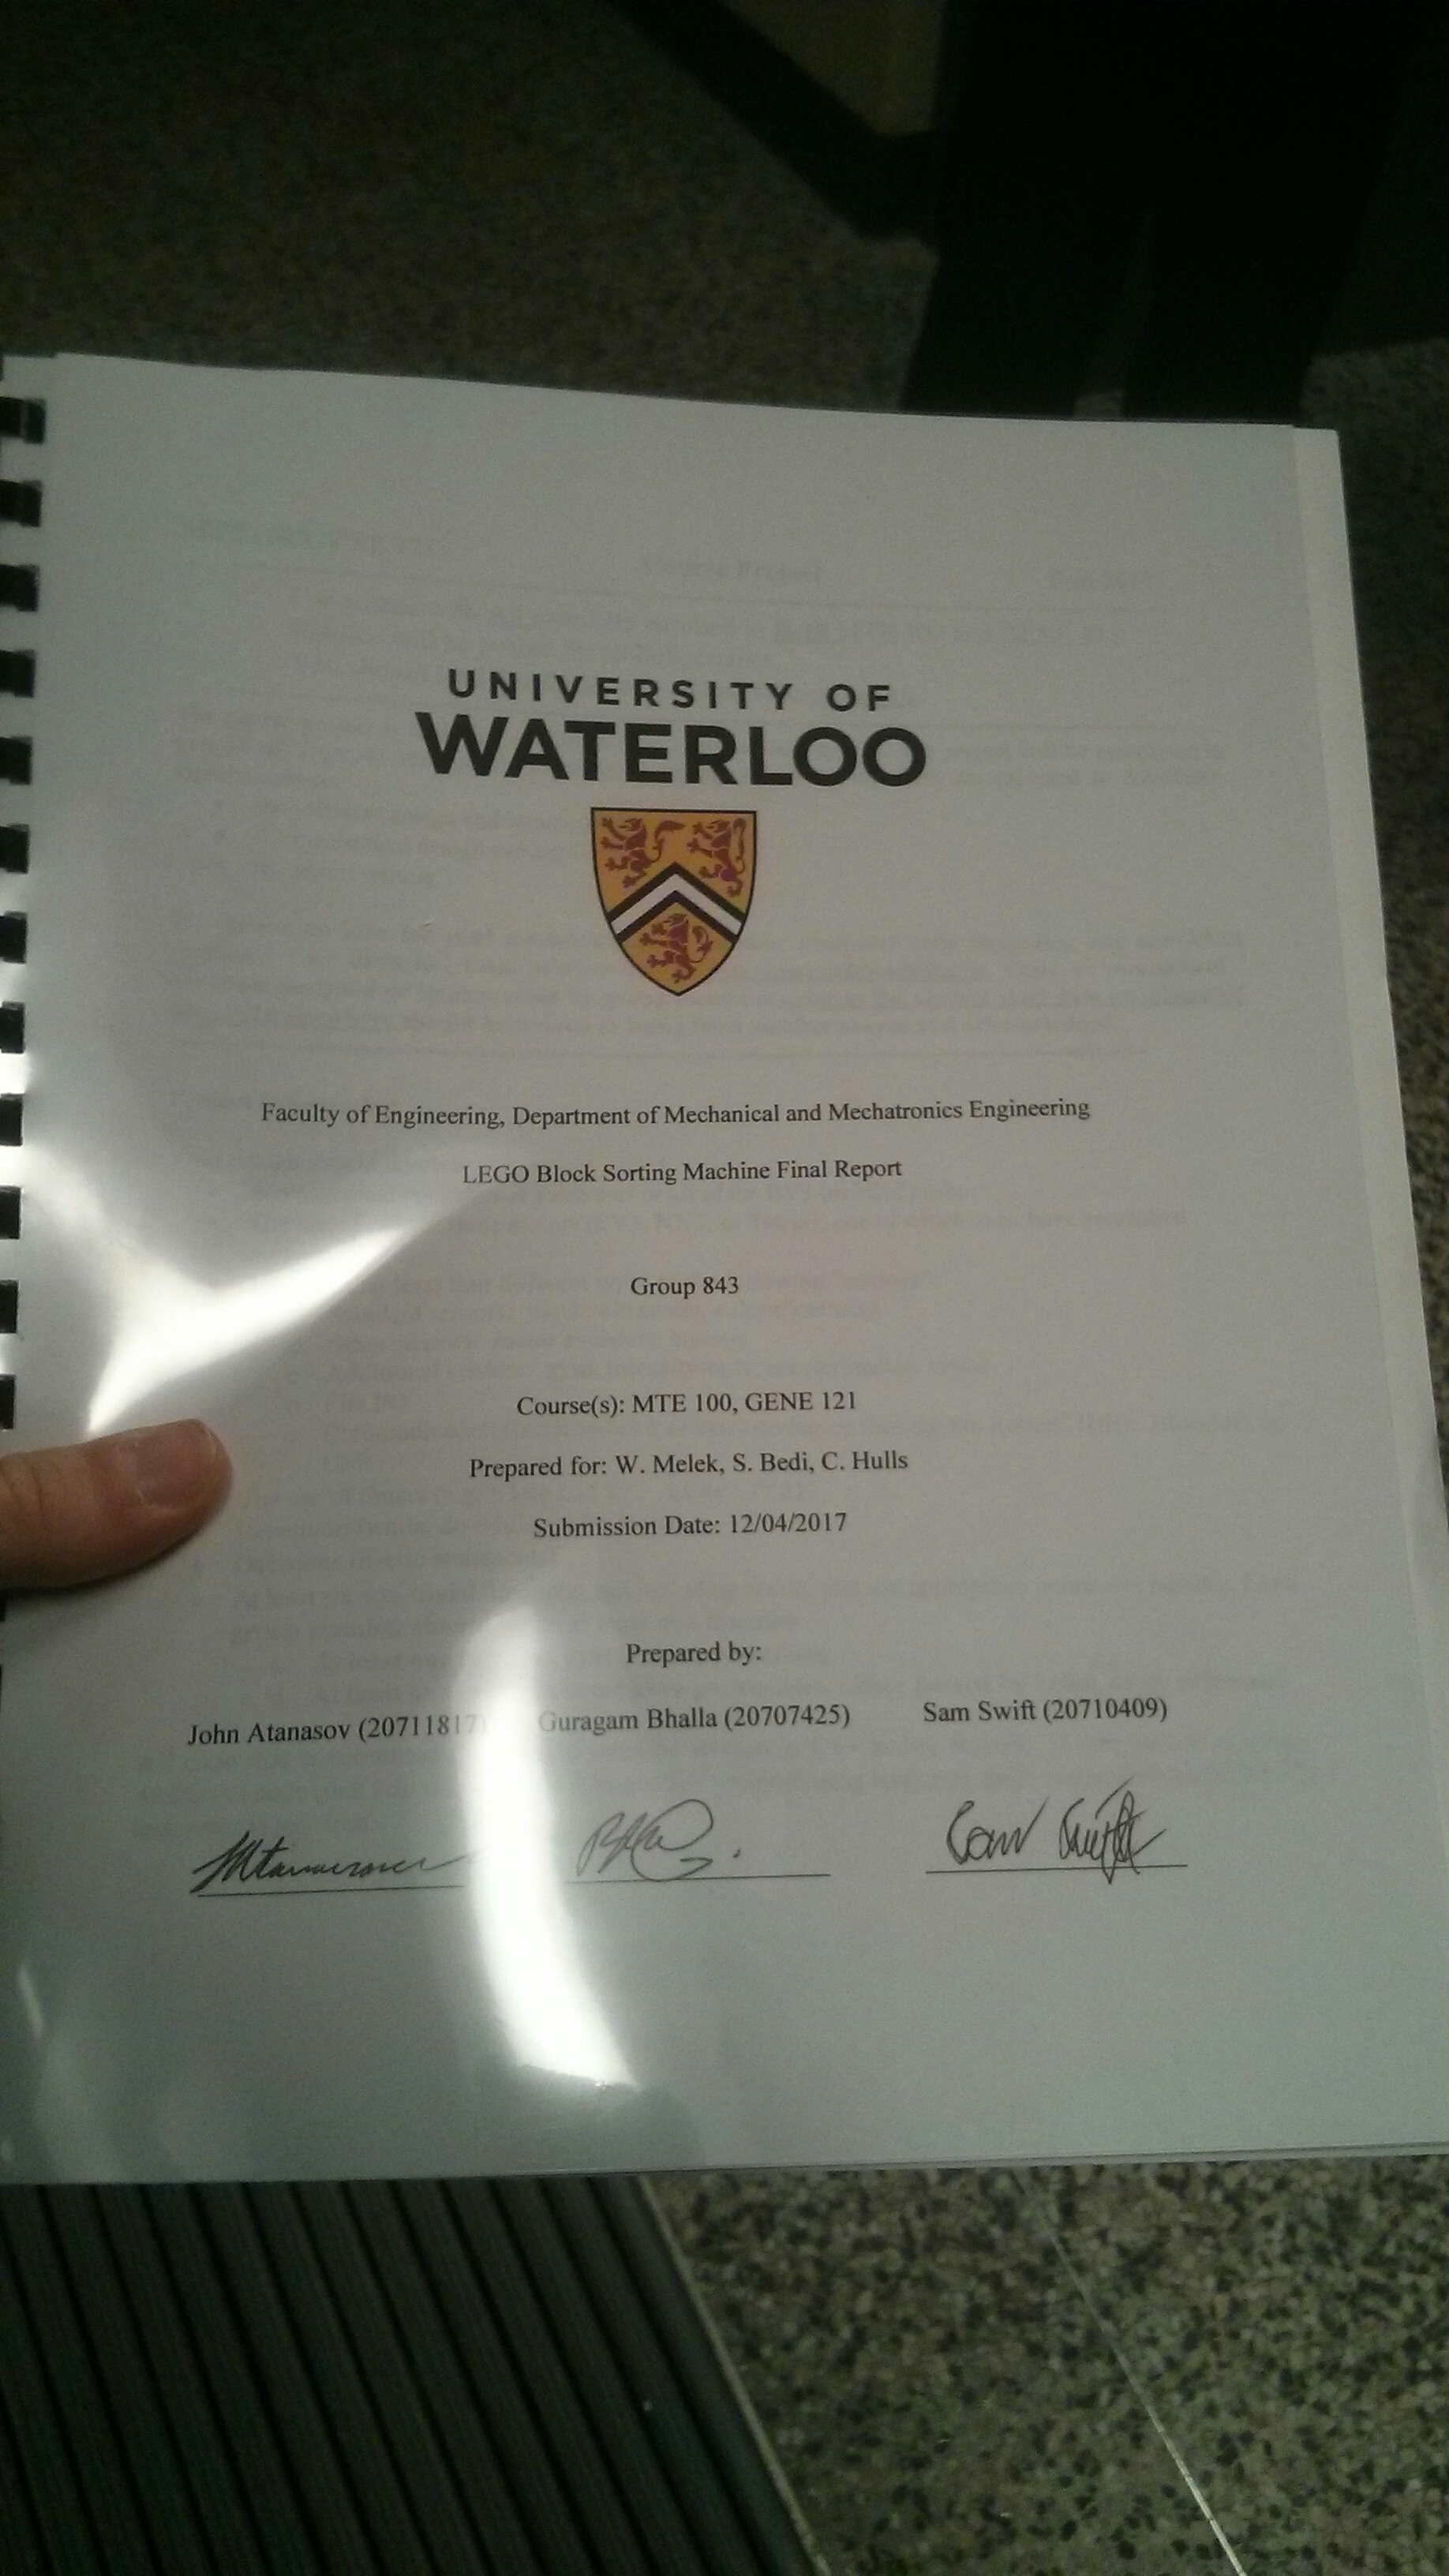 UNIVERSITY OF
WATERLOO
Faculty of Engineering, Department of Mechanical and Mechatronics Engineering
LEGO Block Sorting Machine Final Report
Group 843
Course(s): MTE 100, GENE 121
Prepared for: W. Melek, S. Bedi, C. Hulls
Submission Date: 12/04/2017
Prepared by:
John Atanasov (20711817) Guragam Bhalla (20707425) Sam Swift (20710409)
Sam Swift